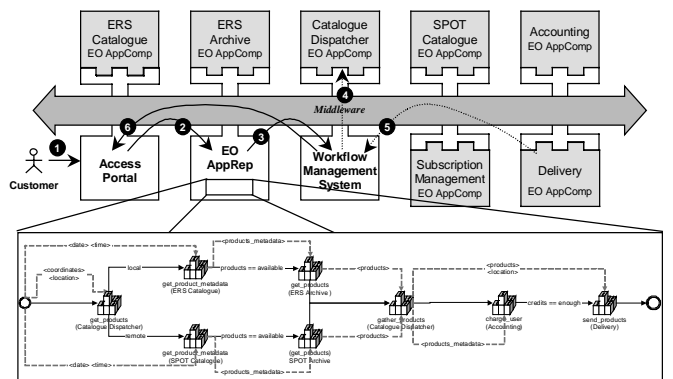 ERS
Catalogue
EO AppComp
ERS
Archive
EO AppComp
Catalogue
Dispatcher
EO AppComp
SPOT
Catalogue
EO AppComp
Accounting
EO AppComp
4
Middleware
6
2
3
5
1
Customer
Access
Portal
EO
AppRep
Workflow
Management
System
Subscription
Management
EO AppComp
Delivery
EO AppComp
<date> <time>
<products_metadata>
<coordinates>
<location>
local
get_product_metadata
(ERS Catalogue)
products == available
get_products
(ERS Archive)
<products>
<products>
<location>
get_products
(Catalogue Dispatcher)
gather_products
(Catalogue Dispatcher)
charge_user
(Accounting)
credits == enough
send_products
(Delivery)
remote
get_product_metadata
(SPOT Catalogue)
products == available
(get_products)
SPOT Archive
<products>
<products_metadata>
<date> <time>
<products_metadata>